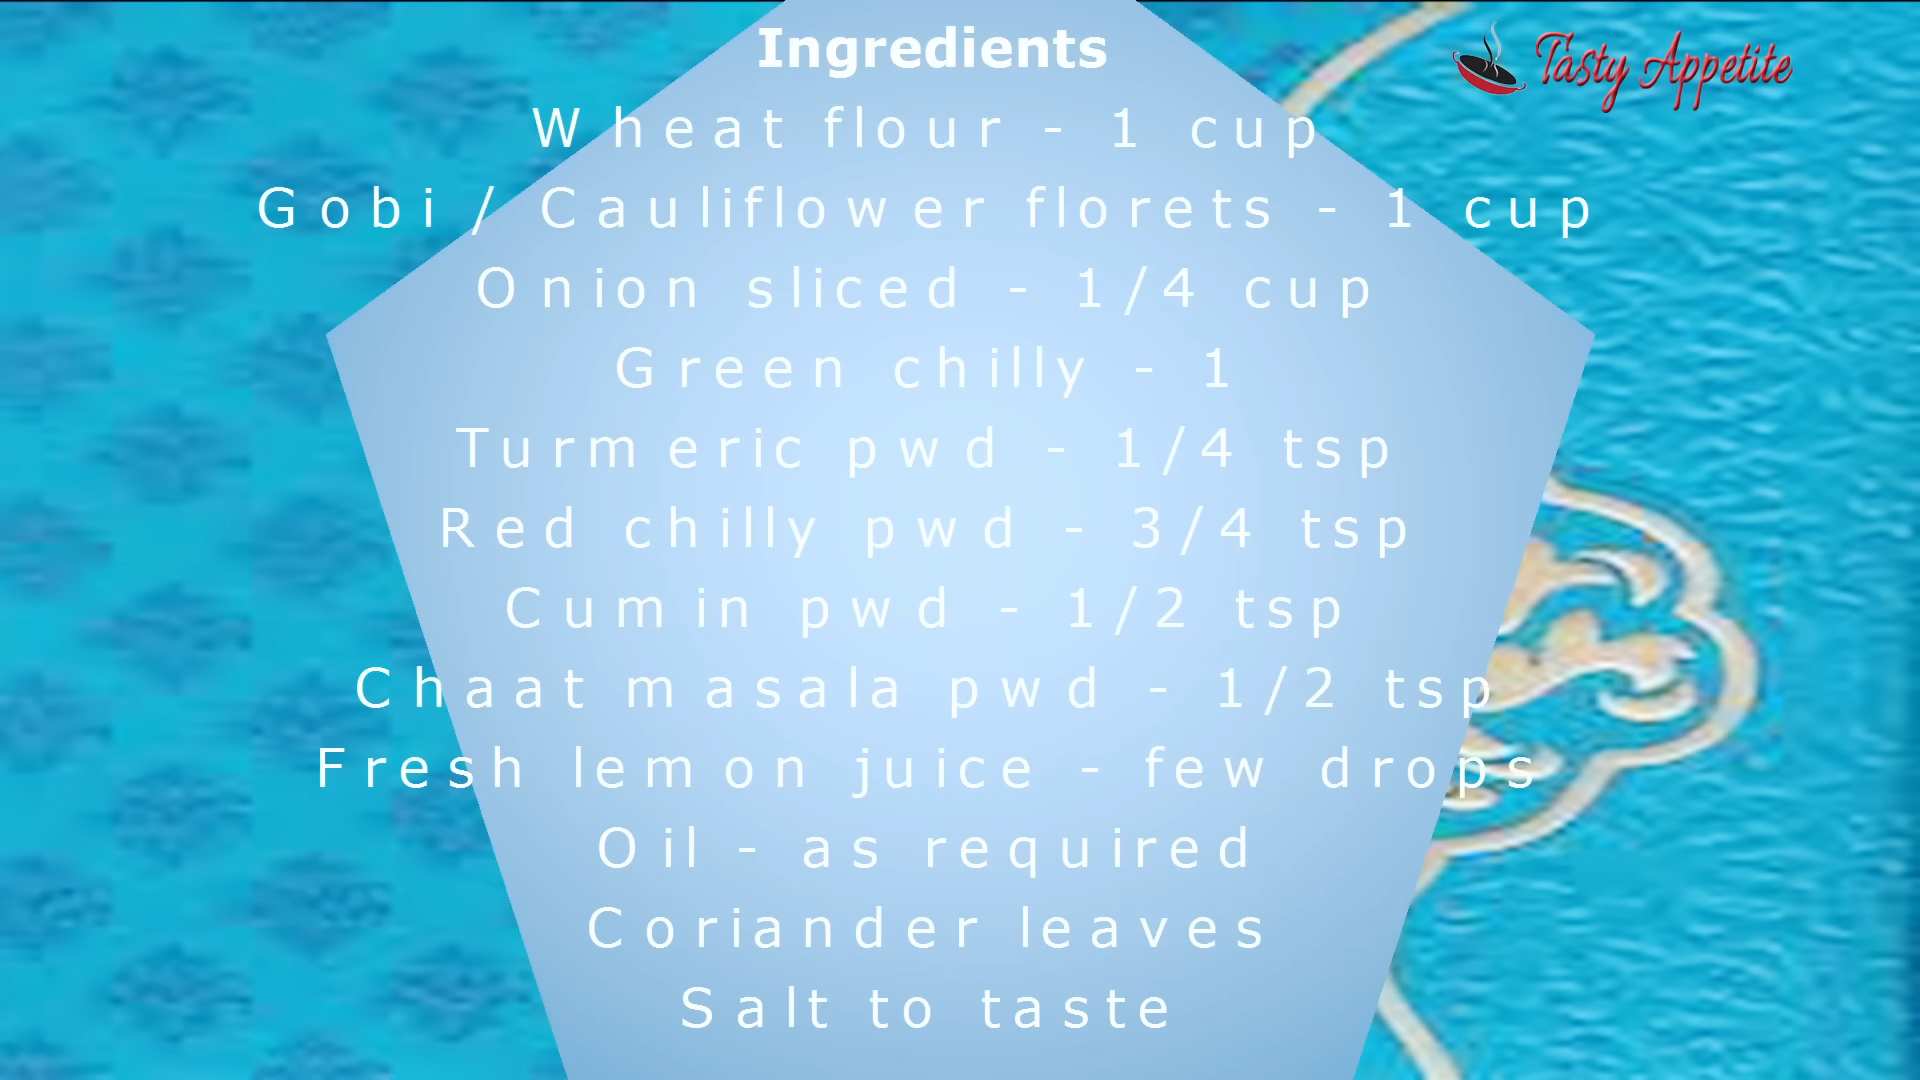 Ingredients
Tasty Appetite
Wheat flour - 1 cup
Gobi / Cauliflower florets - 1 cup
Onion sliced - 1/4 cup
Green chilly - 1
Turmeric pwd - 1/4 tsp
Red chilly pwd - 3/4 tsp
Cumin pwd - 1/2 tsp
Chaat masala pwd - 1/2 tsp
Fresh lemon juice - few drops
Oil - as required
Coriander leaves
Salt to taste